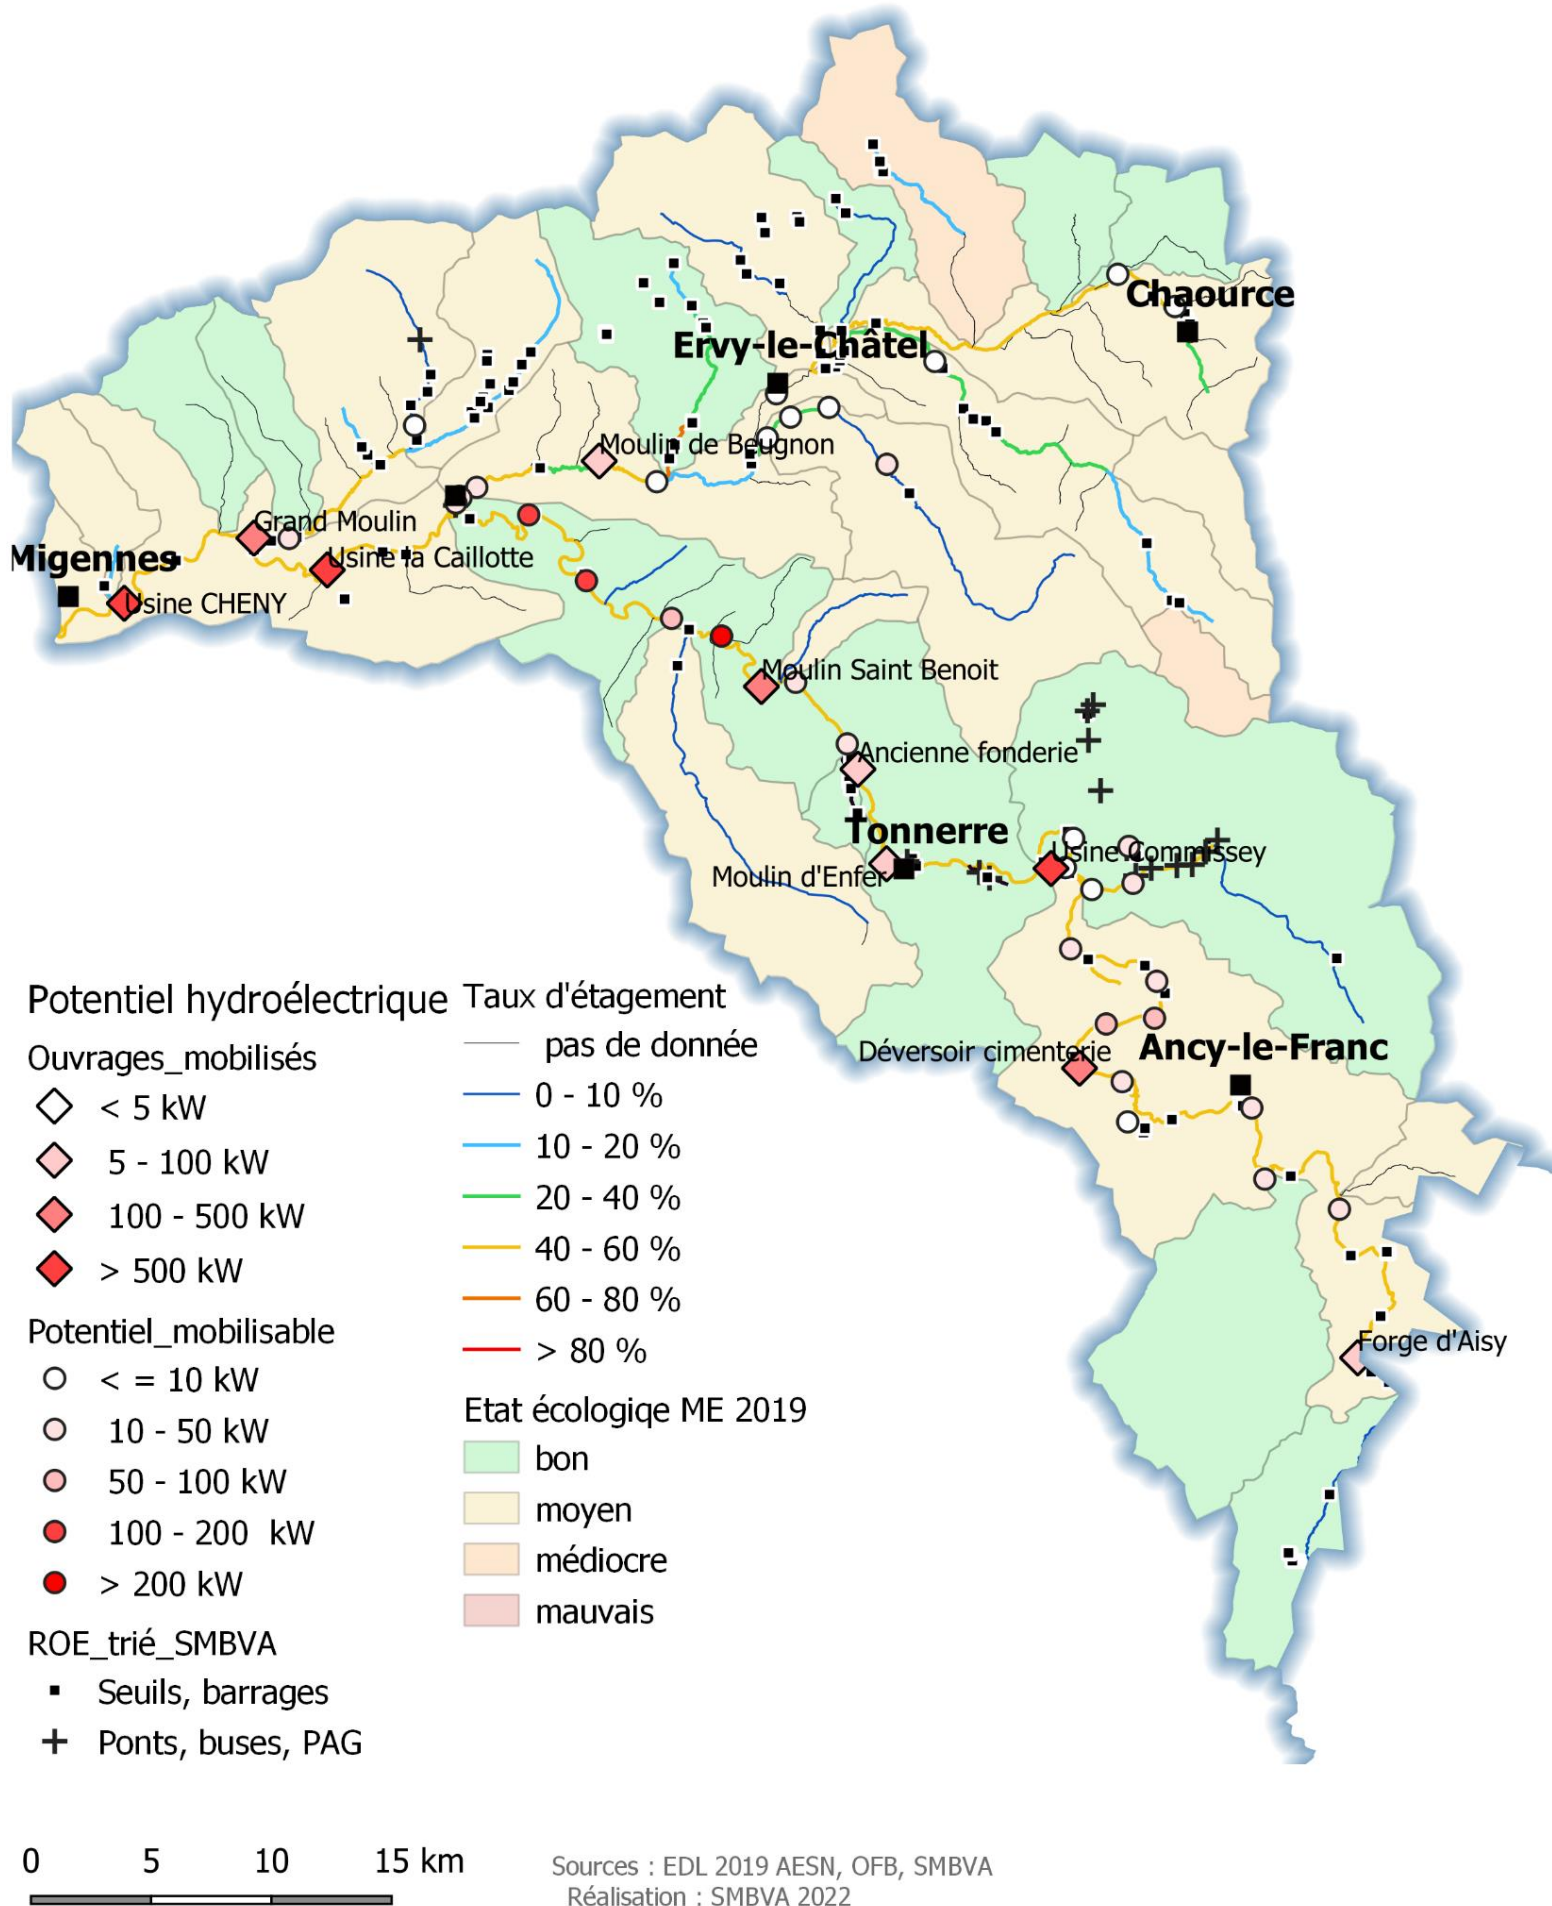 Chaource
Ervy-le-Châtel
Moulin de Beugnon
Grand Moulin
Migennes
Usine la Caillotte
Usine CHENY
Moulin Saint Benoit
Ancienne fonderie
Tonnerre
Usine Commissey
Moulin d'Enfer
Déversoir cimenterie
Ancy-le-Franc
Forge d'Aisy
Potentiel hydroélectrique
Ouvrages_mobilisés
< 5 kW
5 - 100 kW
100 - 500 kW
> 500 kW
Potentiel_mobilisable
< = 10 kW
10 - 50 kW
50 - 100 kW
100 - 200 kW
> 200 kW
ROE_trié_SMBVA
Seuils, barrages
Ponts, buses, PAG
Taux d'étagement
pas de donnée
0 - 10 %
10 - 20 %
20 - 40 %
40 - 60 %
60 - 80 %
> 80 %
Etat écologiqe ME 2019
bon
moyen
médiocre
mauvais
0 5 10 15 km
Sources : EDL 2019 AESN, OFB, SMBVA
Réalisation : SMBVA 2022